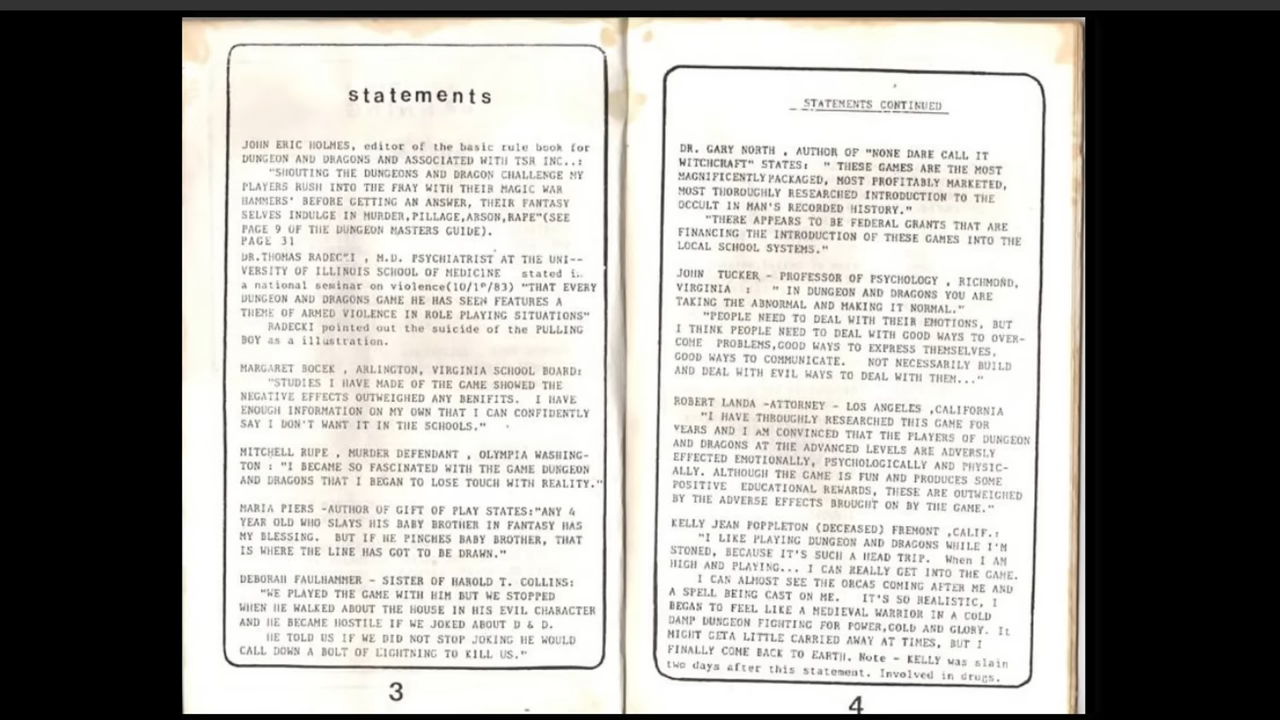 statements
JOHN ERIC HOLMES, editor of the basic rule book for
DUNGEON AND DRAGONS AND ASSOCIATED WITH TSR INC..:
"SHOUTING THE DUNGEONS AND DRAGON CHALLENGE MY
PLAYERS RUSH INTO THE FRAY WITH THEIR MAGIC WAR
HAMMERS' BEFORE GETTING AN ANSWER, THEIR FANTASY
SELVES INDULGE IN MURDER,PILLAGE,ARSON,RAPE"(SEE
PAGE 9 OF THE DUNGEON MASTERS GUIDE).
PAGE 31
DR.THOMAS RADECKI , M.D. PSYCHIATRIST AT THE UNI--
VERSITY OF ILLINOIS SCHOOL OF MEDICINE stated in
a national seminar on violence(10/1 /83) "THAT EVERY
DUNGEON AND DRAGONS GAME HE HAS SEEN FEATURES A
THEME OF ARMED VIOLENCE IN ROLE PLAYING SITUATIONS"
RADECKI pointed out the suicide of the PULLING
BOY as a illustration.
MARGARET BOCEK , ARLINGTON, VIRGINIA SCHOOL BOARD:
"STUDIES I HAVE MADE OF THE GAME SHOWED THE
NEGATIVE EFFECTS OUTWEIGHED ANY BENIFITS. I HAVE
ENOUGH INFORMATION ON MY OWN THAT I CAN CONFIDENTLY
SAY I DON'T WANT IT IN THE SCHOOLS."
MITCHELL RUPE , MURDER DEFENDANT , OLYMPIA WASHING-
TON : "I BECAME SO FASCINATED WITH THE GAME DUNGEON
AND DRAGONS THAT I BEGAN TO LOSE TOUCH WITH REALITY."
MARIA PIERS -AUTHOR OF GIFT OF PLAY STATES:"ANY 4
YEAR OLD WHO SLAYS HIS BABY BROTHER IN FANTASY HAS
MY BLESSING. BUT IF HE PINCHES BABY BROTHER, THAT
IS WHERE THE LINE HAS GOT TO BE DRAWN."
DEBORAH FAULHAMMER - SISTER OF HAROLD T. COLLINS:
"WE PLAYED THE GAME WITH HIM BUT WE STOPPED
WHEN HE WALKED ABOUT THE HOUSE IN HIS EVIL CHARACTER
AND HE BECAME HOSTILE IF WE JOKED ABOUT D & D.
HE TOLD US IF WE DID NOT STOP JOKING HE WOULD
CALL DOWN A BOLT OF LIGHTNING TO KILL US."
3
STATEMENTS CONTINUED
DR. GARY NORTH , AUTHOR OF "NONE DARE CALL IT
WITCHCRAFT" STATES: " THESE GAMES ARE THE MOST
MAGNIFICENTLY PACKAGED, MOST PROFITABLY MARKETED,
MOST THOROUGHLY RESEARCHED INTRODUCTION TO THE
OCCULT IN MAN'S RECORDED HISTORY."
"THERE APPEARS TO BE FEDERAL GRANTS THAT ARE
FINANCING THE INTRODUCTION OF THESE GAMES INTO THE
LOCAL SCHOOL SYSTEMS."
JOHN TUCKER - PROFESSOR OF PSYCHOLOGY , RICHMOND,
VIRGINIA : " IN DUNGEON AND DRAGONS YOU ARE
TAKING THE ABNORMAL AND MAKING IT NORMAL."
"PEOPLE NEED TO DEAL WITH THEIR EMOTIONS, BUT
I THINK PEOPLE NEED TO DEAL WITH GOOD WAYS TO OVER-
COME PROBLEMS,GOOD WAYS TO EXPRESS THEMSELVES,
GOOD WAYS TO COMMUNICATE. NOT NECESSARILY BUILD
AND DEAL WITH EVIL WAYS TO DEAL WITH THEM..."
ROBERT LANDA -ATTORNEY - LOS ANGELES ,CALIFORNIA
"I HAVE THROUGHLY RESEARCHED THIS GAME FOR
YEARS AND I AM CONVINCED THAT THE PLAYERS OF DUNGEON
AND DRAGONS AT THE ADVANCED LEVELS ARE ADVERSLY
EFFECTED EMOTIONALLY, PSYCHOLOGICALLY AND PHYSIC-
ALLY. ALTHOUGH THE GAME IS FUN AND PRODUCES SOME
POSITIVE EDUCATIONAL REWARDS, THESE ARE OUTWEIGHED
BY THE ADVERSE EFFECTS BROUGHT ON BY THE GAME."
KELLY JEAN POPPLETON (DECEASED) FREMONT ,CALIF.:
"I LIKE PLAYING DUNGEON AND DRAGONS WHILE I'M
STONED, BECAUSE IT'S SUCH A HEAD TRIP. When I AM
HIGH AND PLAYING... I CAN REALLY GET INTO THE GAME.
I CAN ALMOST SEE THE ORCAS COMING AFTER ME AND
A SPELL BEING CAST ON ME. IT'S SO REALISTIC, I
BEGAN TO FEEL LIKE A MEDIEVAL WARRIOR IN A COLD
DAMP DUNGEON FIGHTING FOR POWER,COLD AND GLORY. It
MIGHT GETA LITTLE CARRIED AWAY AT TIMES, BUT I
FINALLY COME BACK TO EARTH. Note - KELLY was slain
two days after this statement. Involved in drugs.
4